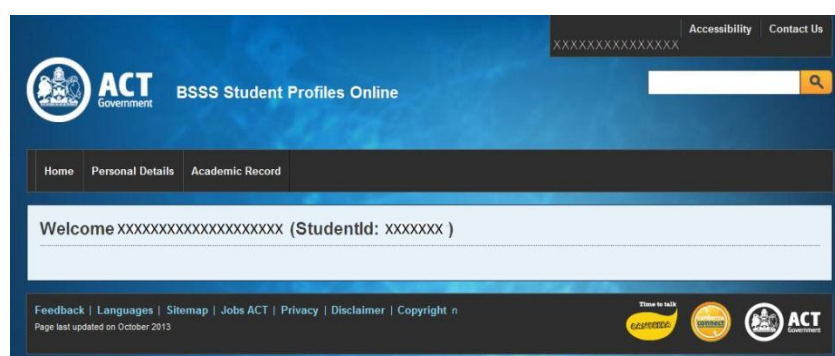 Accessibility Contact Us
XXXXXXXXXXXXXXX
ACT
Government
BSSS Student Profiles Online
Home Personal Details Academic Record
Welcome XXXXXXXXXXXXXXXXXXXX (StudentId: XXXXXXX )
Feedback | Languages | Sitemap | Jobs ACT | Privacy | Disclaimer | Copyright n
Page last updated on October 2013
Time to talk
CANBERRA
connect
ACT
Government